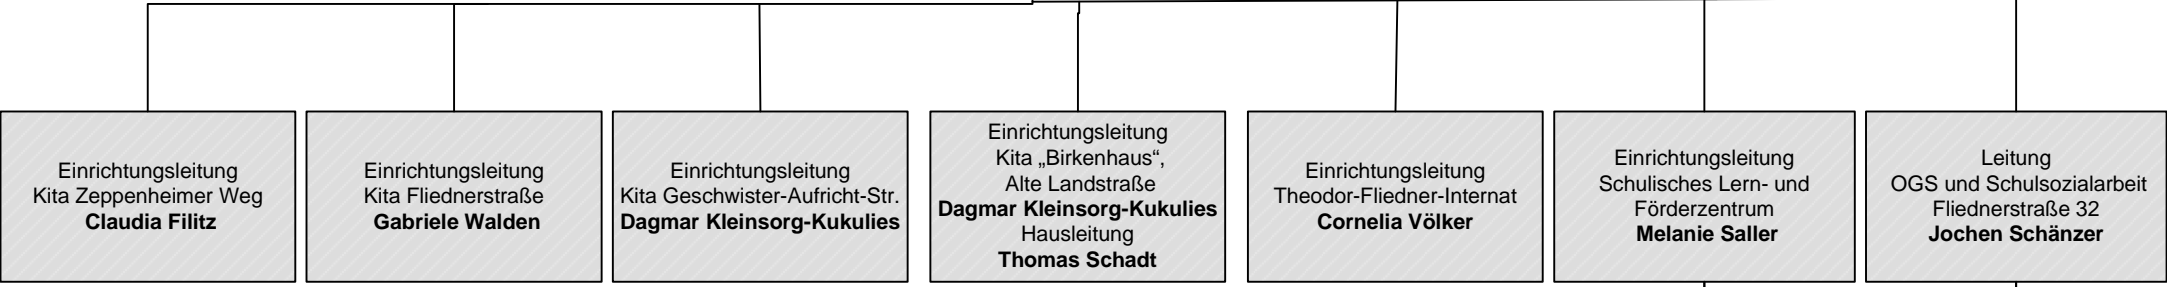 Einrichtungsleitung
Kita Zeppenheimer Weg
Claudia Filitz
Einrichtungsleitung
Kita Fliednerstraße
Gabriele Walden
Einrichtungsleitung
Kita Geschwister-Aufricht-Str.
Dagmar Kleinsorg-Kukulies
Einrichtungsleitung
Kita „Birkenhaus“,
Alte Landstraße
Dagmar Kleinsorg-Kukulies
Hausleitung
Thomas Schadt
Einrichtungsleitung
Theodor-Fliedner-Internat
Cornelia Völker
Einrichtungsleitung
Schulisches Lern- und
Förderzentrum
Melanie Saller
Leitung
OGS und Schulsozialarbeit
Fliednerstraße 32
Jochen Schänzer